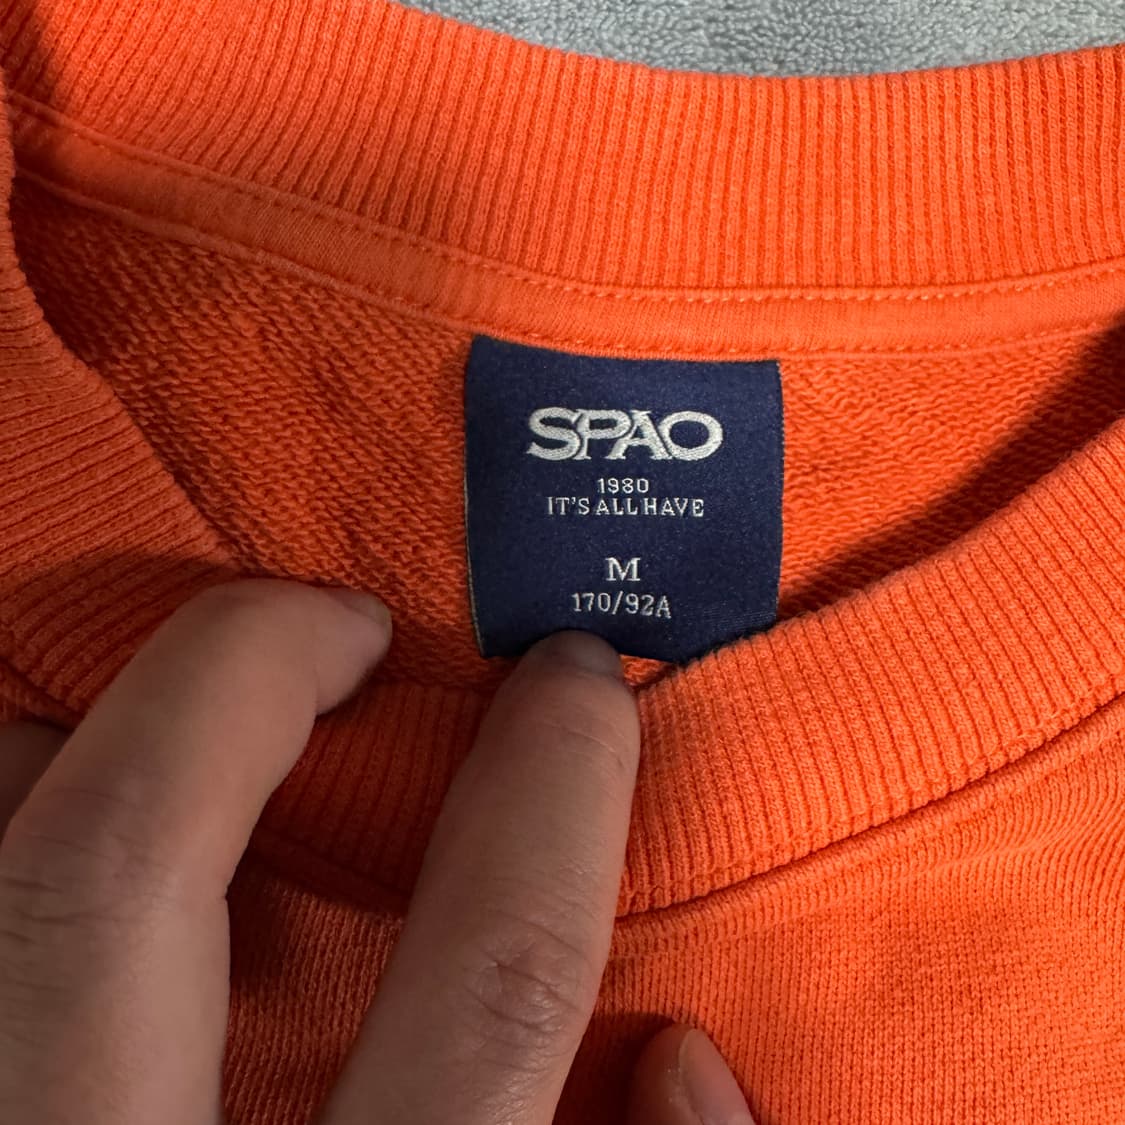 SPAO
1980
IT'S ALL HAVE
M
170/92A